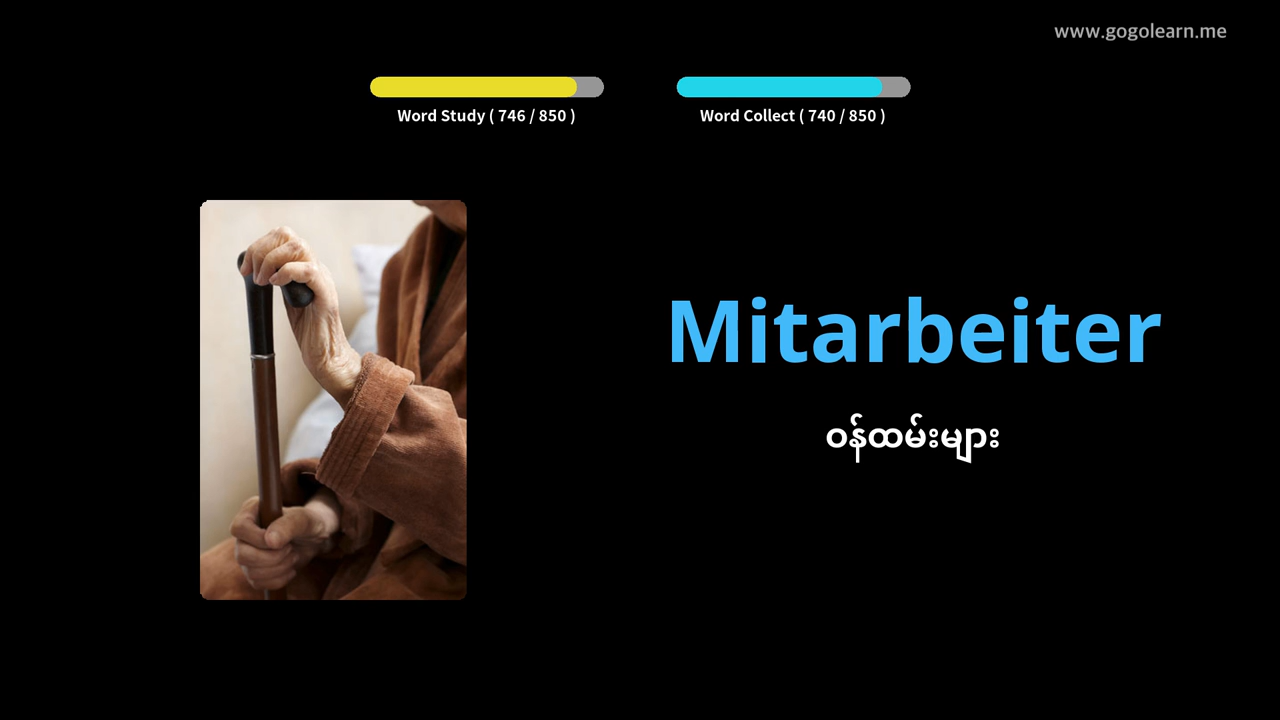 www.gogolearn.me
Word Study ( 746 / 850 )
Word Collect ( 740 / 850 )
Mitarbeiter
ဝန်ထမ်းများ